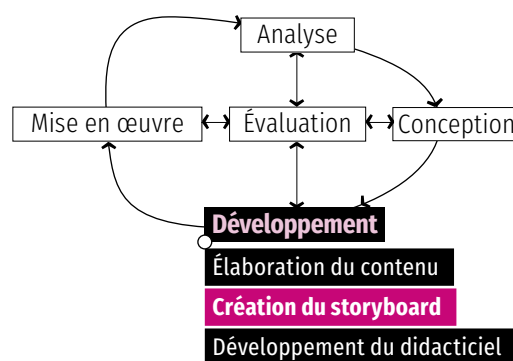 Analyse
Mise en œuvre
Évaluation
Conception
Développement
Élaboration du contenu
Création du storyboard
Développement du didacticiel